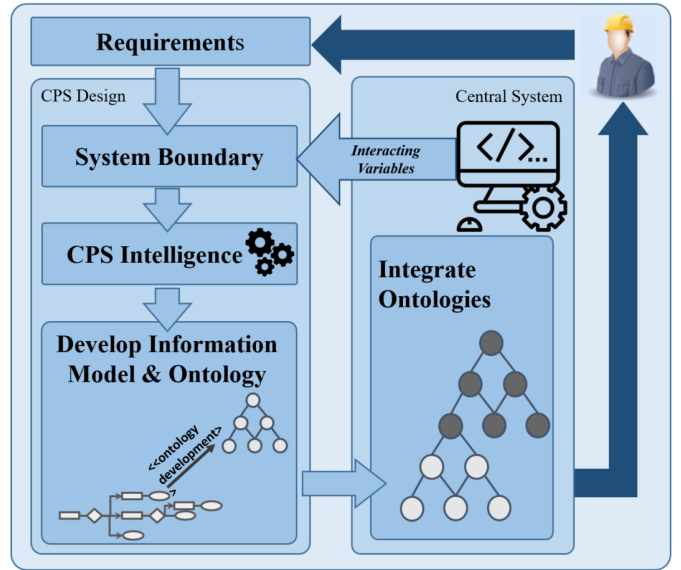 Requirements
CPS Design
Central System
System Boundary
Interacting
Variables
</>...
CPS Intelligence
Integrate
Ontologies
Develop Information
Model & Ontology
<<ontology
development>
>